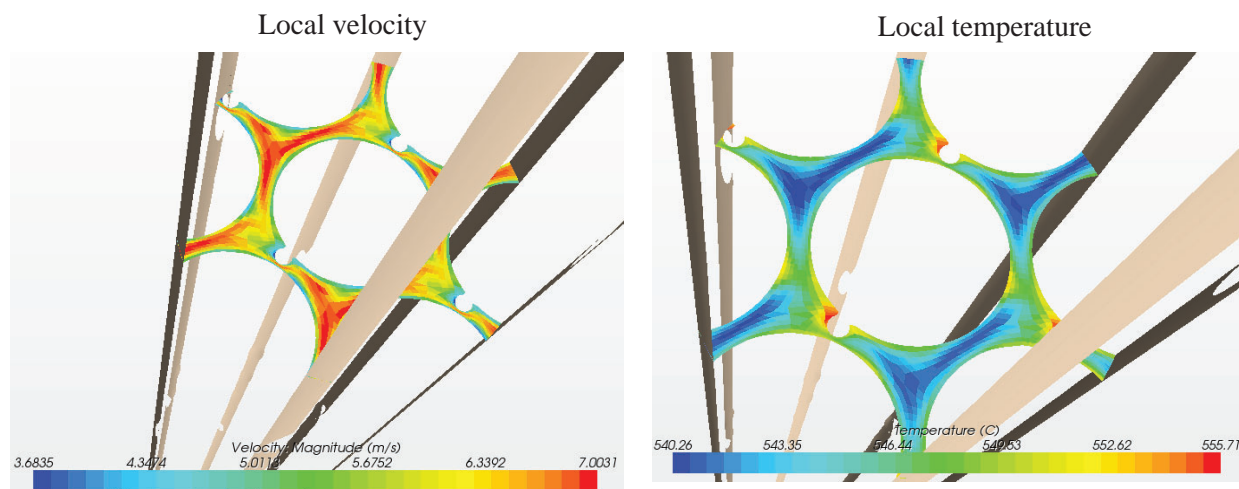 Local velocity
Local temperature
Velocity: Magnitude (m/s)
3.6835 4.3474 5.0113 5.6752 6.3392 7.0031
Temperature (C)
540.26 543.35 546.44 549.53 552.62 555.71